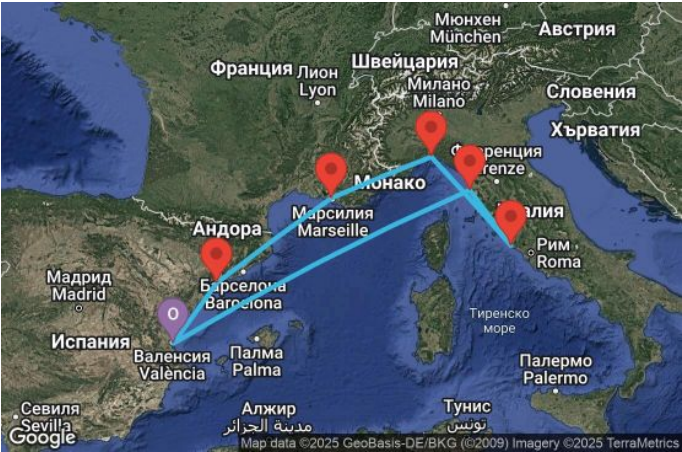 Мюнхен
München
Австрия
Франция
Лион
Lyon
Швейцария
Милано
Milano
Словения
Хърватия
Флоренция
Монако
Марсилия
Marseille
Андора
Барселона
Barcelona
Рим
Roma
Мадрид
Madrid
O
Тиренско
море
Испания
Валенсия
València
Палма
Palma
Палермо
Palermo
Севиля
Sevilla
Алжир
مدينة الجزائر
Тунис
تونس
Google
Map data ©2025 GeoBasis-DE/BKG (©2009) Imagery ©2025 TerraMetrics